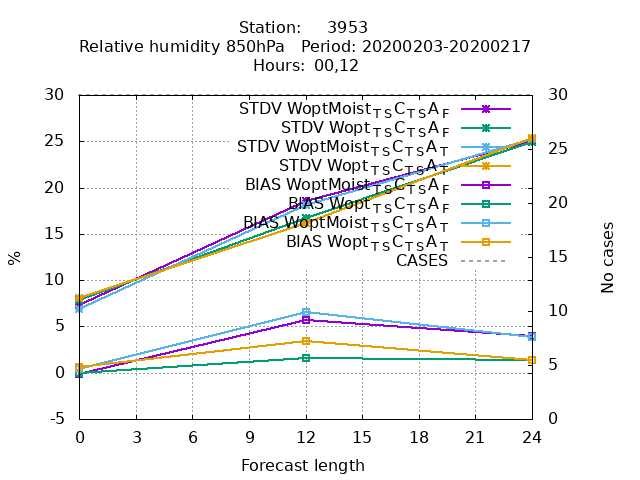 Station: 3953
Relative humidity 850hPa Period: 20200203-20200217
Hours: 00,12
STDV WoptMoist_TSC_TSA_F
STDV Wopt_TSC_TSA_F
STDV WoptMoist_TSC_TSA_T
STDV Wopt_TSC_TSA_T
BIAS WoptMoist_TSC_TSA_F
BIAS Wopt_TSC_TSA_F
BIAS WoptMoist_TSC_TSA_T
BIAS Wopt_TSC_TSA_T
CASES
30
25
20
15
10
5
0
-5
%
30
25
20
15
10
5
0
No cases
0 3 6 9 12 15 18 21 24
Forecast length